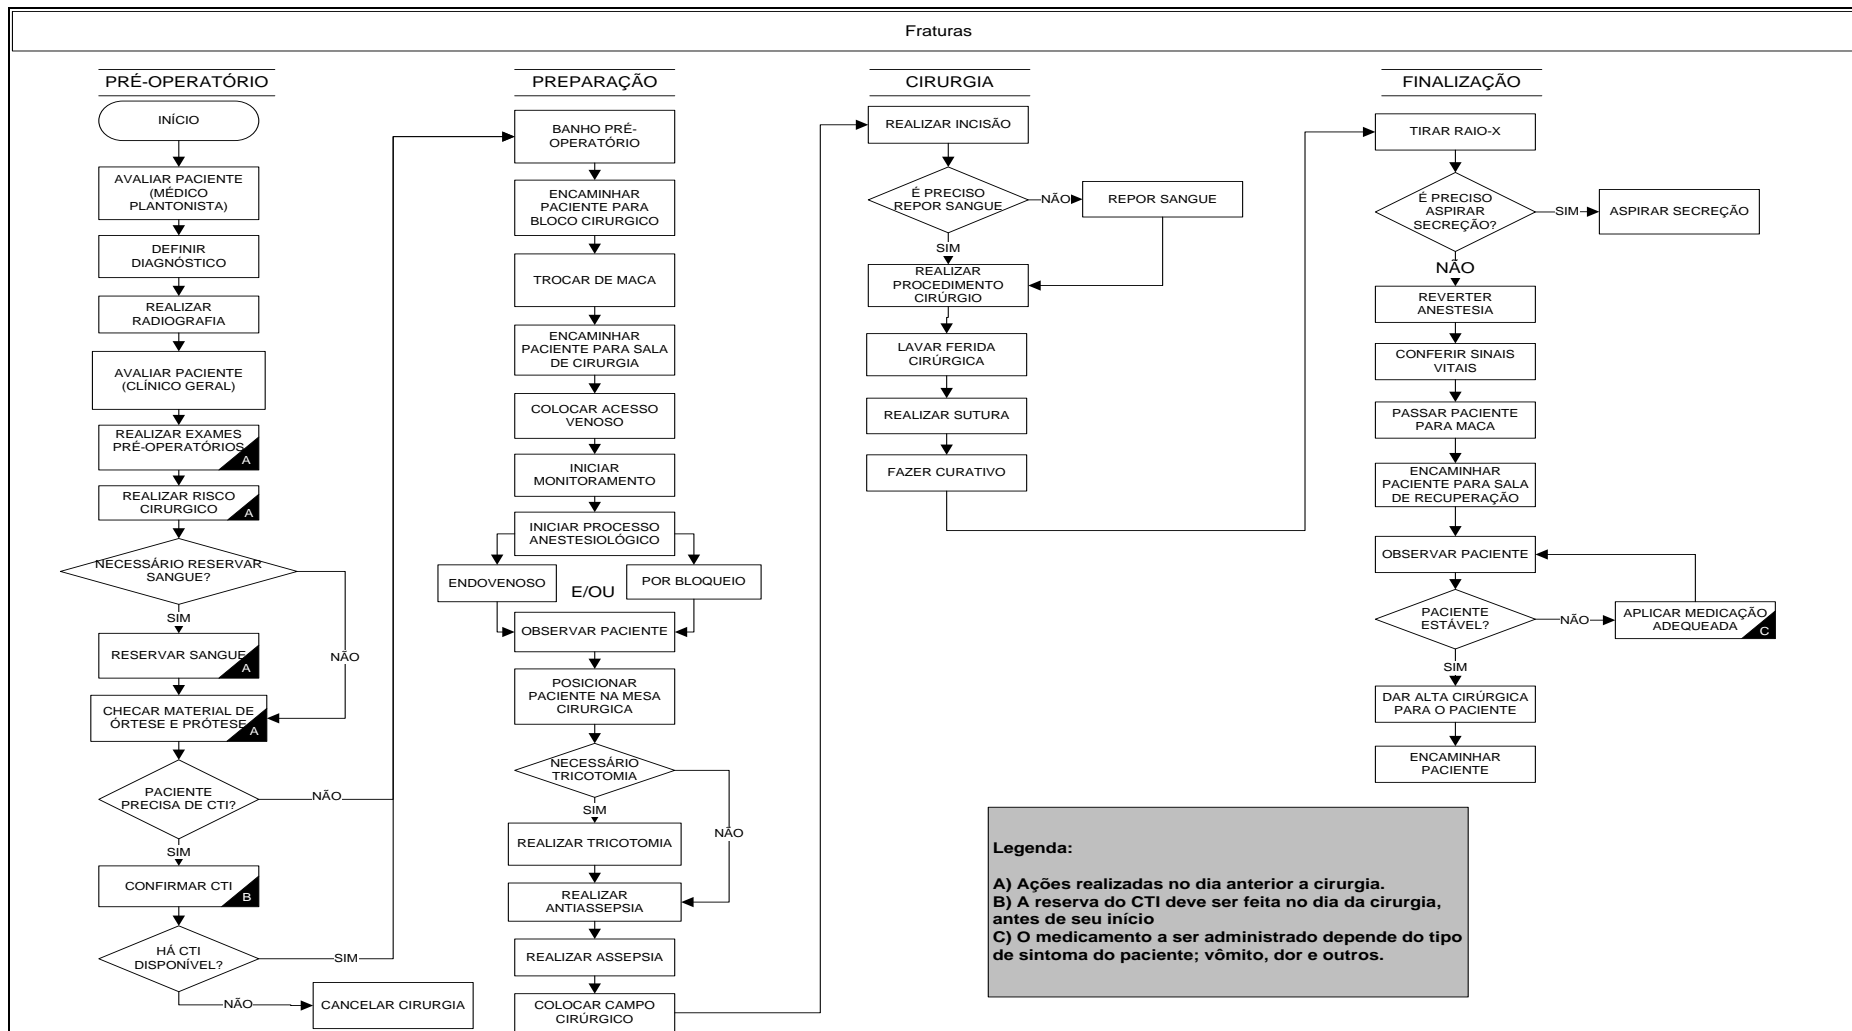 Fraturas
PRÉ-OPERATÓRIO
INÍCIO
AVALIAR PACIENTE
(MÉDICO
PLANTONISTA)
DEFINIR
DIAGNÓSTICO
REALIZAR
RADIOGRAFIA
AVALIAR PACIENTE
(CLÍNICO GERAL)
REALIZAR EXAMES
PRÉ-OPERATÓRIOS
A
REALIZAR RISCO
CIRURGICO
A
NECESSÁRIO RESERVAR
SANGUE?
SIM
NÃO
RESERVAR SANGUE
A
CHECAR MATERIAL DE
ÓRTESE E PRÓTESE
A
PACIENTE
PRECISA DE CTI?
NÃO
SIM
CONFIRMAR CTI
B
HÁ CTI
DISPONÍVEL?
SIM
NÃO
CANCELAR CIRURGIA
PREPARAÇÃO
BANHO PRÉ-
OPERATÓRIO
ENCAMINHAR
PACIENTE PARA
BLOCO CIRURGICO
TROCAR DE MACA
ENCAMINHAR
PACIENTE PARA SALA
DE CIRURGIA
COLOCAR ACESSO
VENOSO
INICIAR
MONITORAMENTO
INICIAR PROCESSO
ANESTESIOLÓGICO
ENDOVENOSO
E/OU
POR BLOQUEIO
OBSERVAR PACIENTE
POSICIONAR
PACIENTE NA MESA
CIRURGICA
NECESSÁRIO
TRICOTOMIA
SIM
NÃO
REALIZAR TRICOTOMIA
REALIZAR
ANTIASSEPSIA
REALIZAR ASSEPSIA
COLOCAR CAMPO
CIRÚRGICO
CIRURGIA
REALIZAR INCISÃO
É PRECISO
REPOR SANGUE
NÃO
REPOR SANGUE
SIM
REALIZAR
PROCEDIMENTO
CIRÚRGIO
LAVAR FERIDA
CIRÚRGICA
REALIZAR SUTURA
FAZER CURATIVO
FINALIZAÇÃO
TIRAR RAIO-X
É PRECISO
ASPIRAR
SECREÇÃO?
SIM
ASPIRAR SECREÇÃO
NÃO
REVERTER
ANESTESIA
CONFERIR SINAIS
VITAIS
PASSAR PACIENTE
PARA MACA
ENCAMINHAR
PACIENTE PARA SALA
DE RECUPERAÇÃO
OBSERVAR PACIENTE
PACIENTE
ESTÁVEL?
NÃO
APLICAR MEDICAÇÃO
ADEQUEADA
C
SIM
DAR ALTA CIRÚRGICA
PARA O PACIENTE
ENCAMINHAR
PACIENTE
Legenda:
A) Ações realizadas no dia anterior a cirurgia.
B) A reserva do CTI deve ser feita no dia da cirurgia,
antes de seu início
C) O medicamento a ser administrado depende do tipo
de sintoma do paciente; vômito, dor e outros.